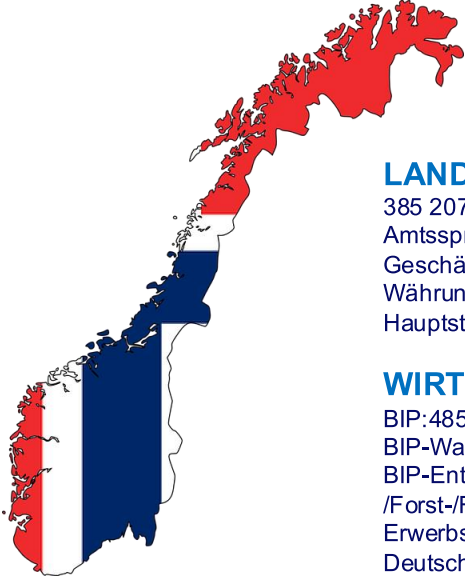 LAND
385 207
Amtsspr
Geschä
Währun
Hauptst
WIRT
BIP:485
BIP-Wa
BIP-Ent
/Forst-/F
Erwerbs
Deutsch